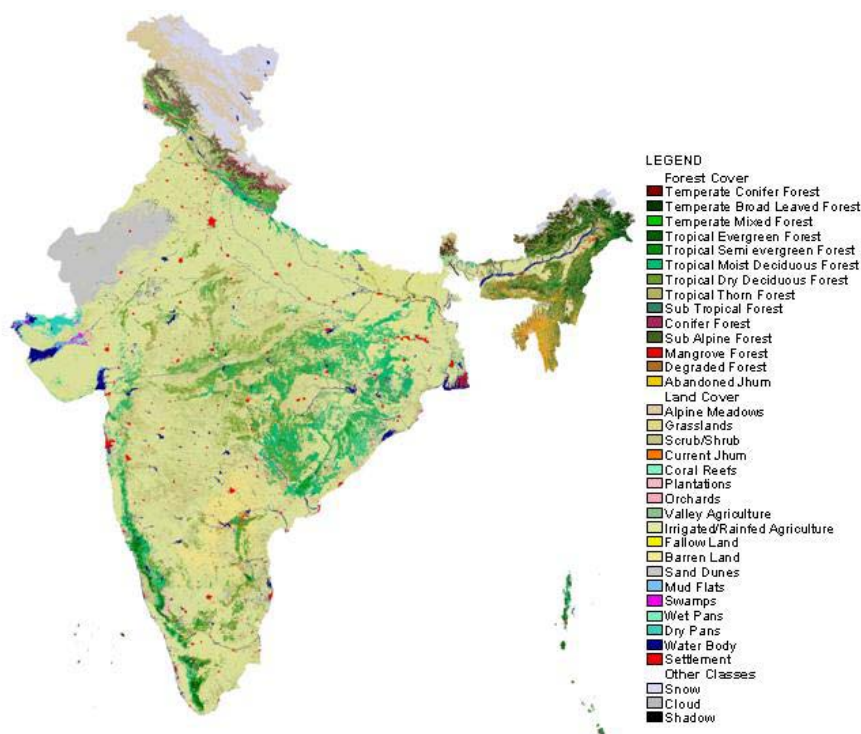 LEGEND
Forest Cover
Temperate Conifer Forest
Temperate Broad Leaved Forest
Temperate Mixed Forest
Tropical Evergreen Forest
Tropical Semi evergreen Forest
Tropical Moist Deciduous Forest
Tropical Dry Deciduous Forest
Tropical Thorn Forest
Sub Tropical Forest
Conifer Forest
Sub Alpine Forest
Mangrove Forest
Degraded Forest
Abandoned Jhum
Land Cover
Alpine Meadows
Grasslands
Scrub/Shrub
Current Jhum
Coral Reefs
Plantations
Orchards
Valley Agriculture
Irrigated/Rainfed Agriculture
Fallow Land
Barren Land
Sand Dunes
Mud Flats
Swamps
Wet Pans
Dry Pans
Water Body
Settlement
Other Classes
Snow
Cloud
Shadow